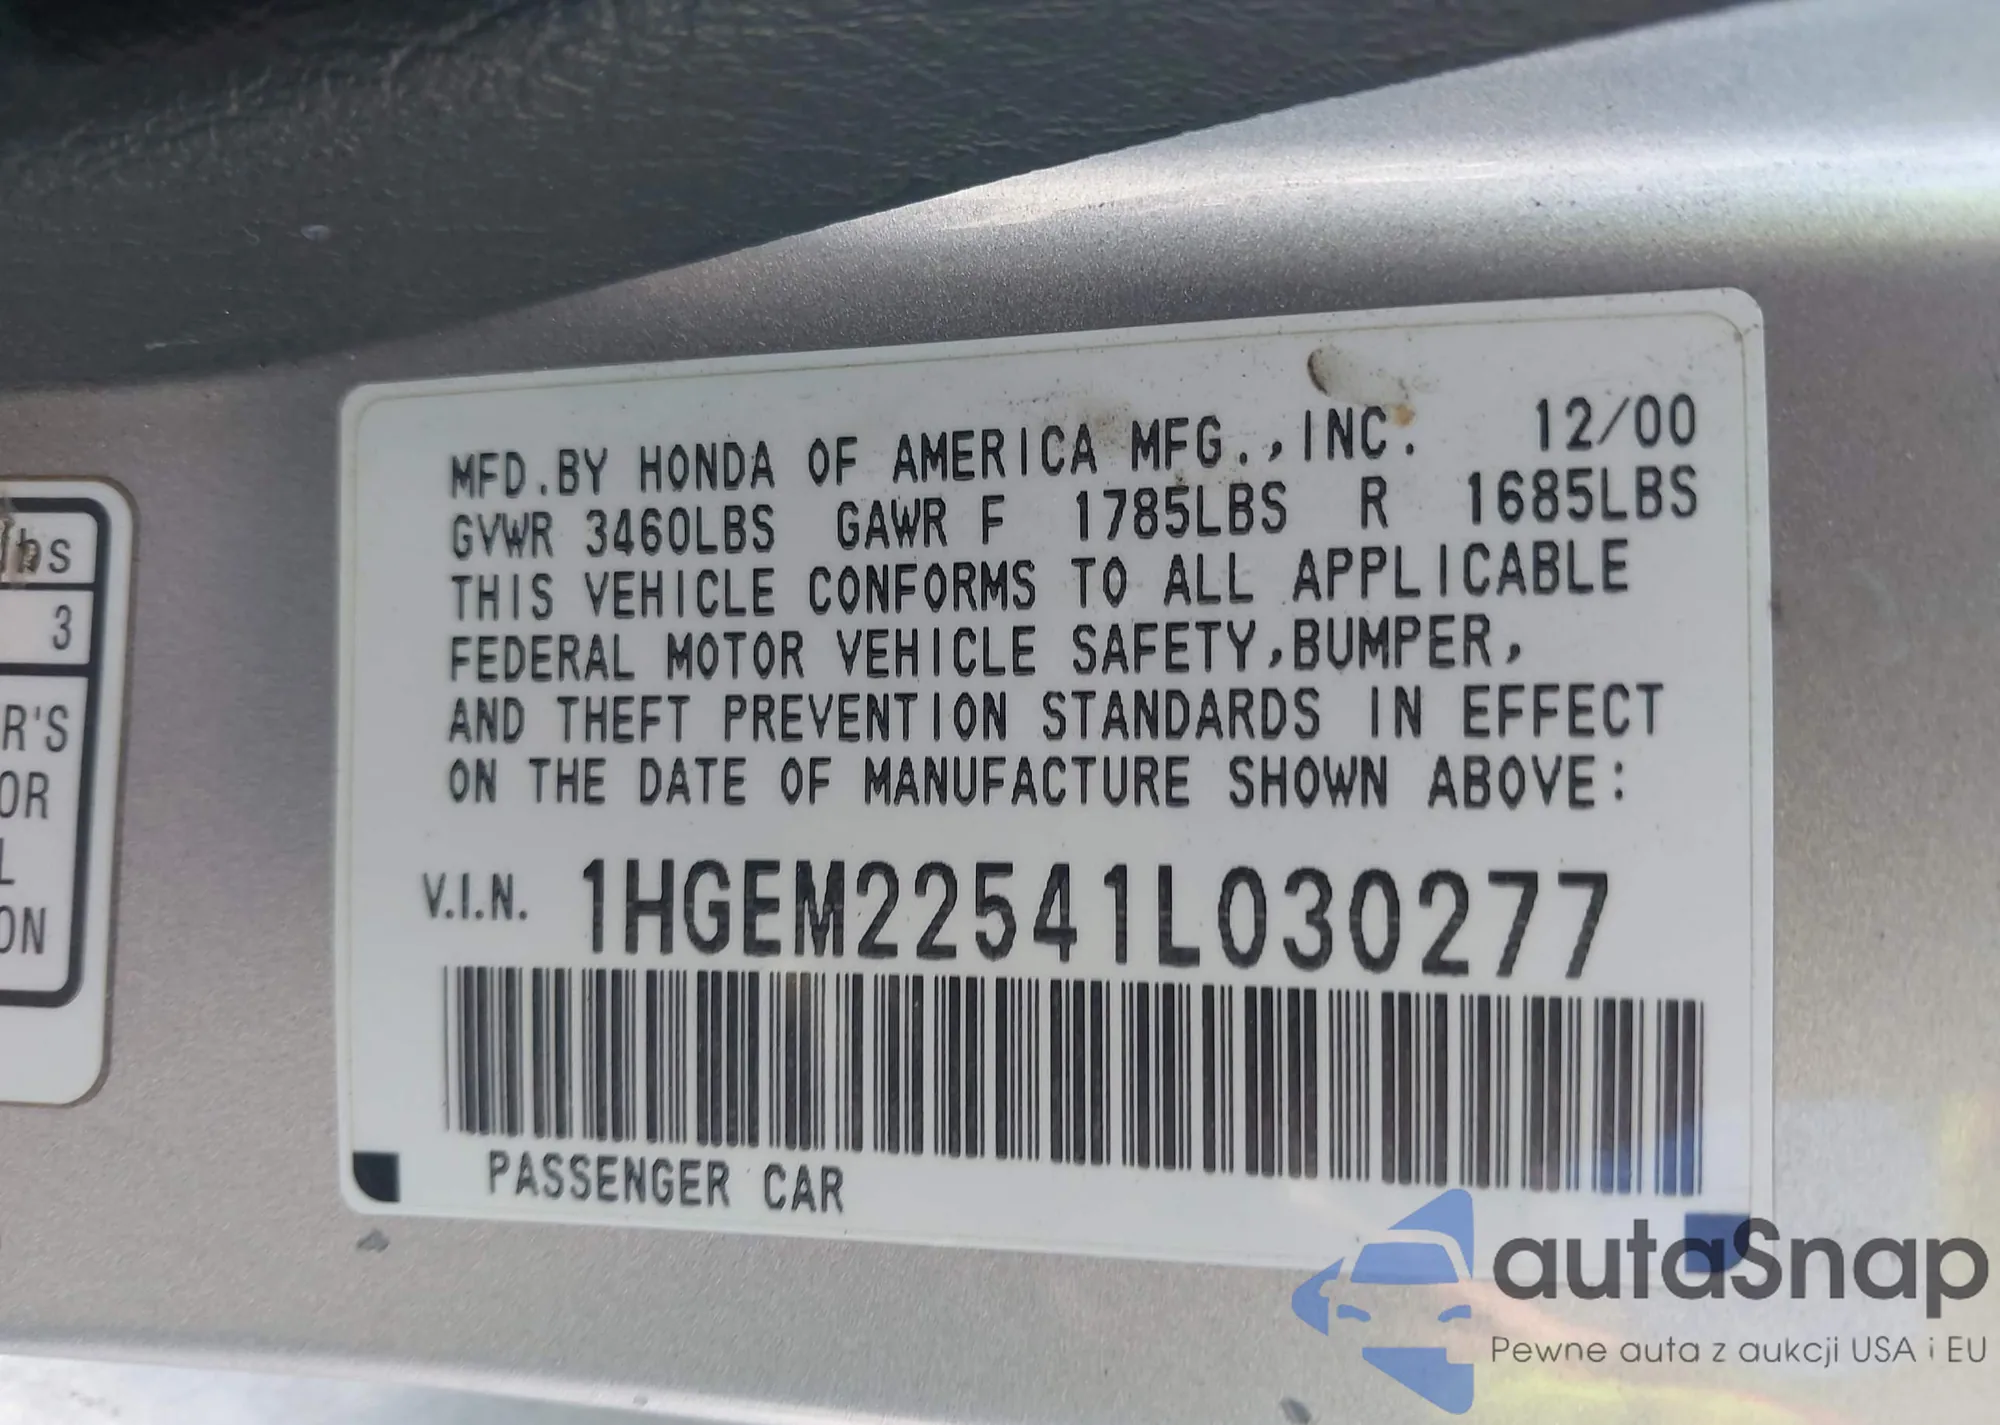 lbs
3
R'S
OR
L
ON
MFD.BY HONDA OF AMERICA MFG.,INC. 12/00
GVWR 3460LBS GAWR F 1785LBS R 1685LBS
THIS VEHICLE CONFORMS TO ALL APPLICABLE
FEDERAL MOTOR VEHICLE SAFETY,BUMPER,
AND THEFT PREVENTION STANDARDS IN EFFECT
ON THE DATE OF MANUFACTURE SHOWN ABOVE:
V.I.N. 1HGEM22541L030277
PASSENGER CAR
autaSnap
Pewne auta z aukcji USA i EU